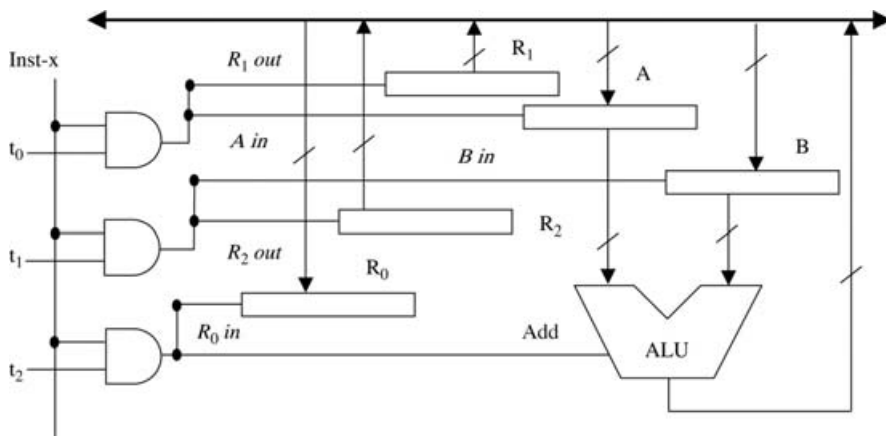 Inst-x
R1 out
R1
A
t0
A in
B in
B
t1
R2 out
R2
R0
R0 in
Add
ALU
t2